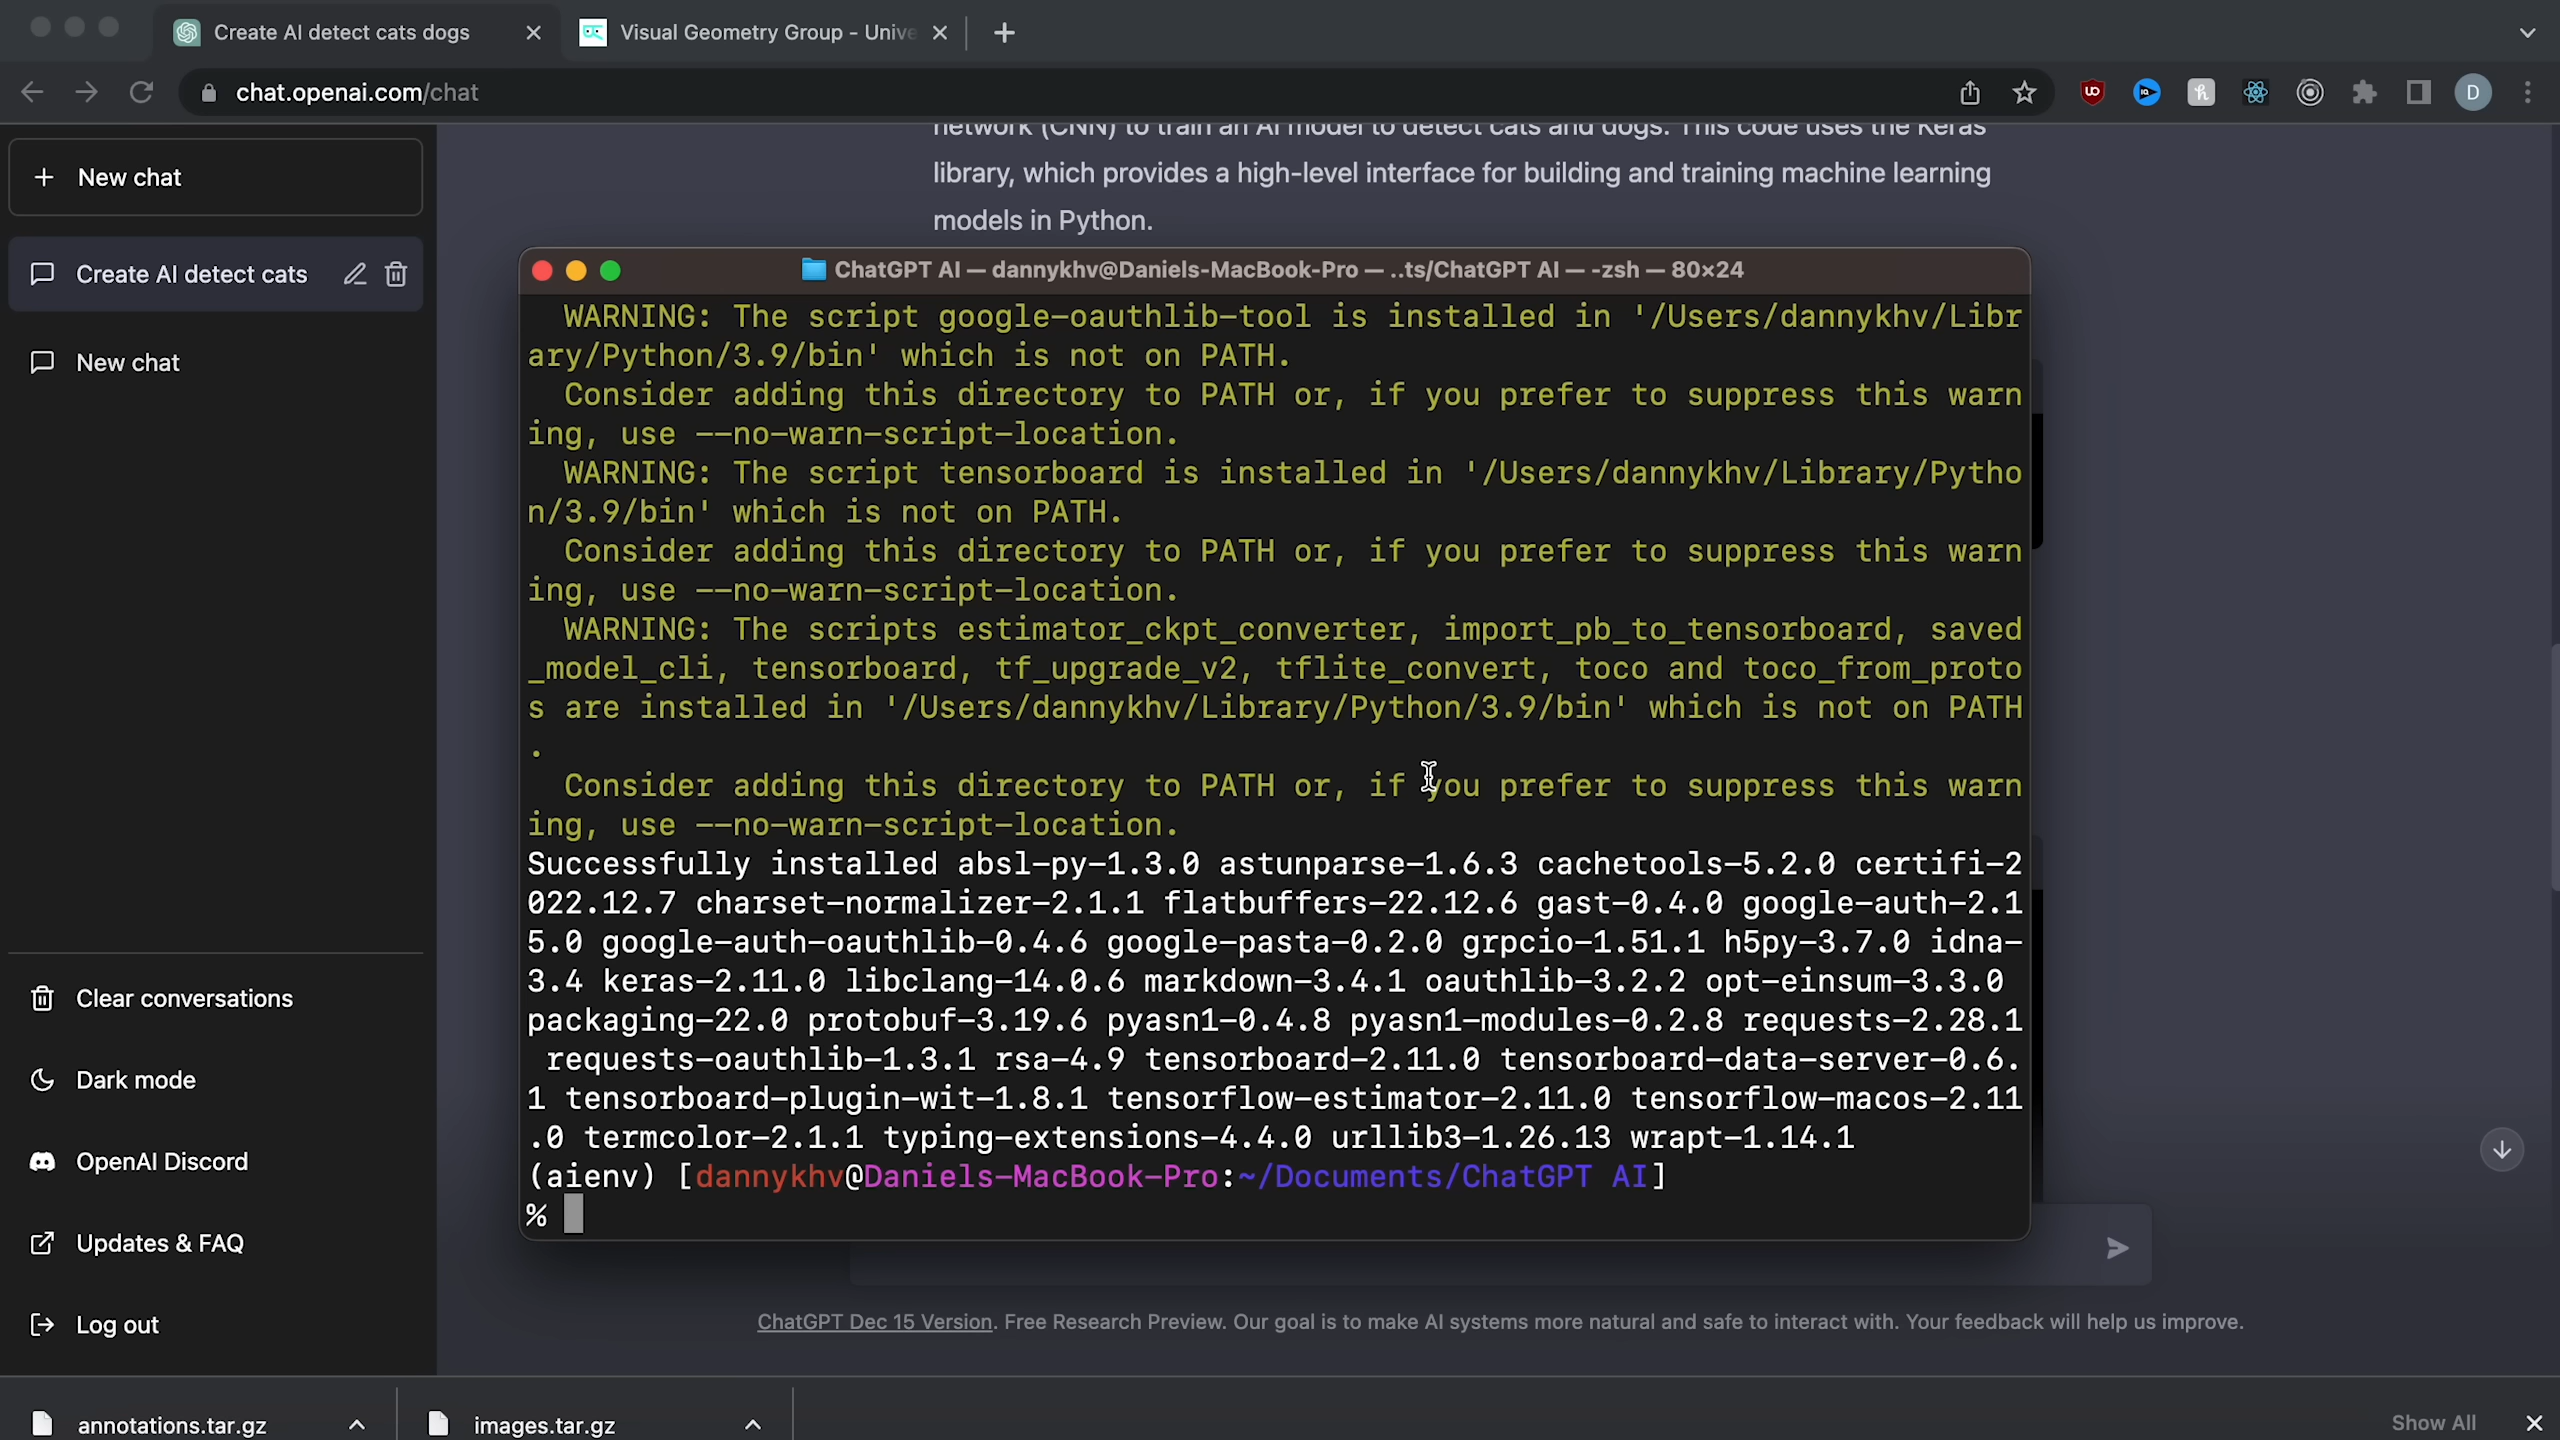 Create AI detect cats dogs
Visual Geometry Group - Unive
chat.openai.com/chat
D
network (CNN) to train an AI model to detect cats and dogs. This code uses the Keras
library, which provides a high-level interface for building and training machine learning
models in Python.
New chat
Create AI detect cats
New chat
Clear conversations
Dark mode
OpenAI Discord
Updates & FAQ
Log out
ChatGPT AI — dannykhv@Daniels-MacBook-Pro — ..ts/ChatGPT AI — -zsh — 80×24
WARNING: The script google-oauthlib-tool is installed in '/Users/dannykhv/Libr
ary/Python/3.9/bin' which is not on PATH.
Consider adding this directory to PATH or, if you prefer to suppress this warn
ing, use --no-warn-script-location.
WARNING: The script tensorboard is installed in '/Users/dannykhv/Library/Pytho
n/3.9/bin' which is not on PATH.
Consider adding this directory to PATH or, if you prefer to suppress this warn
ing, use --no-warn-script-location.
WARNING: The scripts estimator_ckpt_converter, import_pb_to_tensorboard, saved
_model_cli, tensorboard, tf_upgrade_v2, tflite_convert, toco and toco_from_proto
s are installed in '/Users/dannykhv/Library/Python/3.9/bin' which is not on PATH
.
Consider adding this directory to PATH or, if you prefer to suppress this warn
ing, use --no-warn-script-location.
Successfully installed absl-py-1.3.0 astunparse-1.6.3 cachetools-5.2.0 certifi-2
022.12.7 charset-normalizer-2.1.1 flatbuffers-22.12.6 gast-0.4.0 google-auth-2.1
5.0 google-auth-oauthlib-0.4.6 google-pasta-0.2.0 grpcio-1.51.1 h5py-3.7.0 idna-
3.4 keras-2.11.0 libclang-14.0.6 markdown-3.4.1 oauthlib-3.2.2 opt-einsum-3.3.0
packaging-22.0 protobuf-3.19.6 pyasn1-0.4.8 pyasn1-modules-0.2.8 requests-2.28.1
requests-oauthlib-1.3.1 rsa-4.9 tensorboard-2.11.0 tensorboard-data-server-0.6.
1 tensorboard-plugin-wit-1.8.1 tensorflow-estimator-2.11.0 tensorflow-macos-2.11
.0 termcolor-2.1.1 typing-extensions-4.4.0 urllib3-1.26.13 wrapt-1.14.1
(aienv) [dannykhv@Daniels-MacBook-Pro:~/Documents/ChatGPT AI]
%
ChatGPT Dec 15 Version. Free Research Preview. Our goal is to make AI systems more natural and safe to interact with. Your feedback will help us improve.
annotations.tar.gz
images.tar.gz
Show All